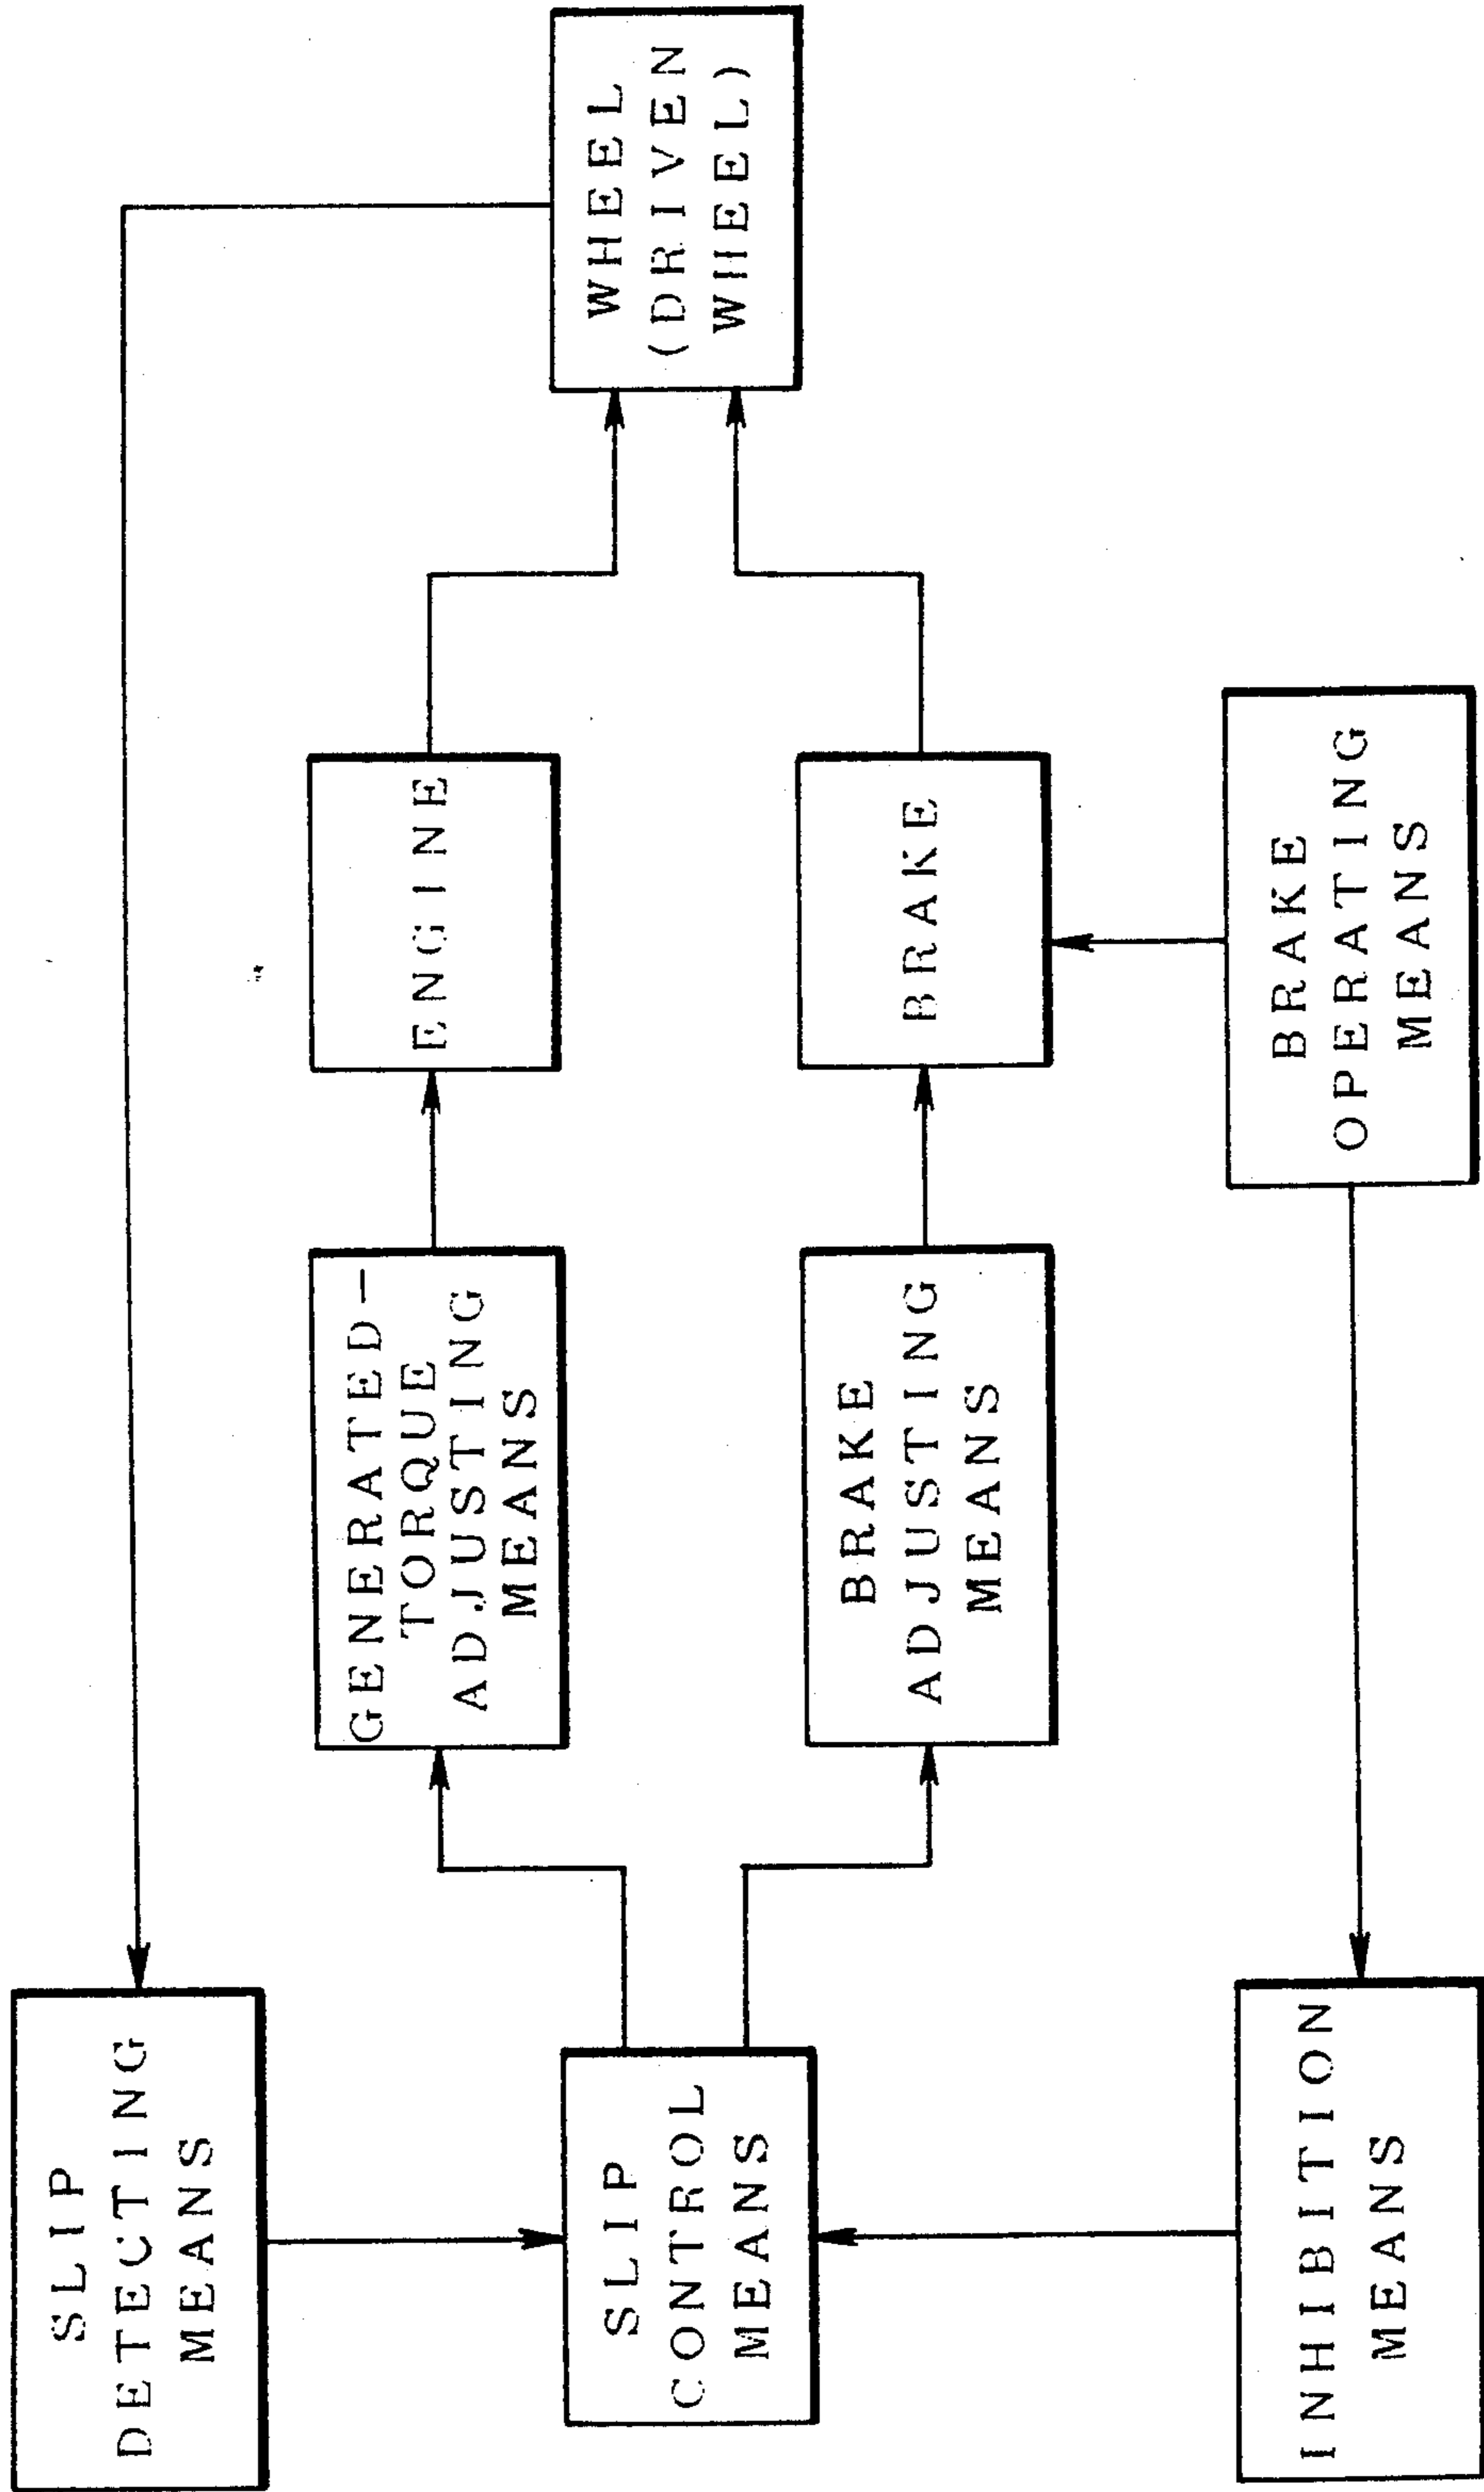 SLIP
DETECTING
MEANS
SLIP
CONTROL
MEANS
INHIBITION
MEANS
GENERATED-
TORQUE
ADJUSTING
MEANS
BRAKE
ADJUSTING
MEANS
ENGINE
BRAKE
BRAKE
OPERATING
MEANS
WHEEL
(DRIVEN
WHEEL)